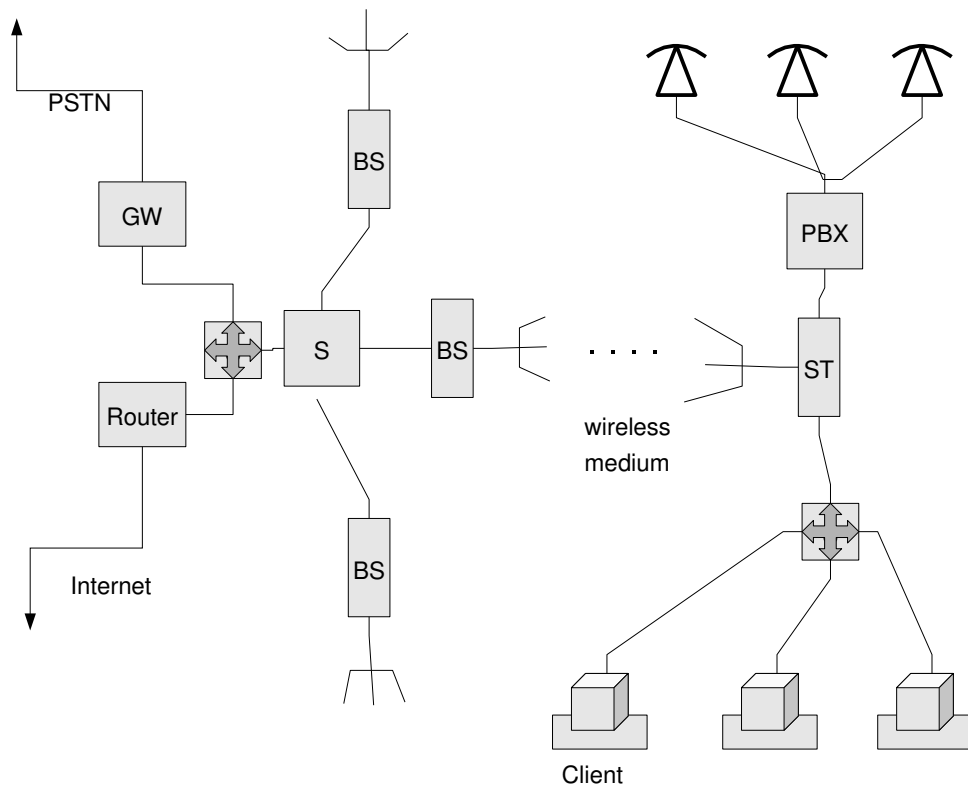 PSTN
BS
GW
PBX
S
BS
ST
Router
wireless
medium
BS
Internet
Client